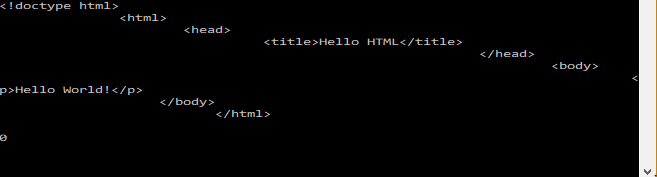 <!doctype html>
<html>
<head>
<title>Hello HTML</title>
</head>
<body>
<
p>Hello World!</p>
</body>
</html>
0